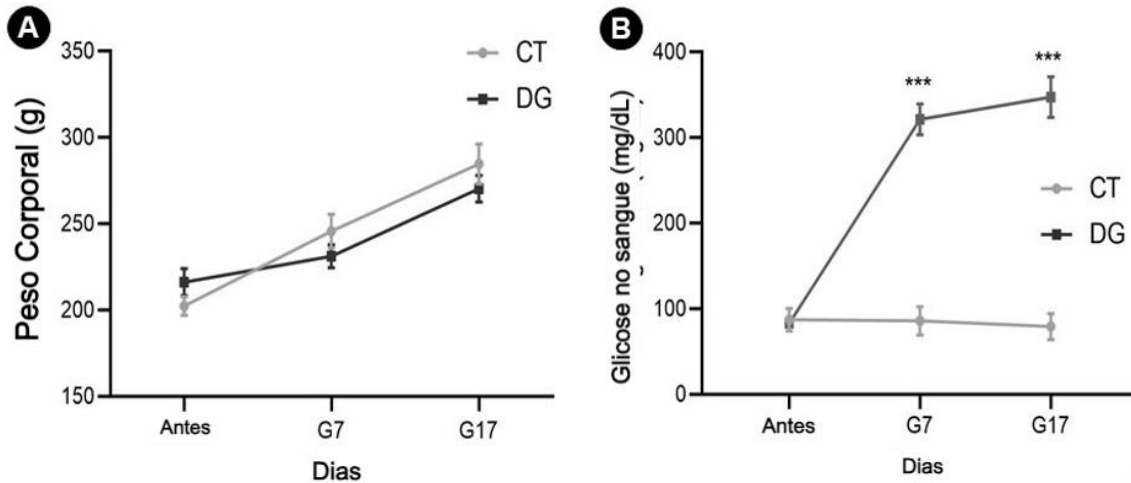 A
Peso Corporal (g)
350
300
250
200
150
CT
DG
Antes
G7
G17
Dias
B
Glicose no sangue (mg/dL)
400
300
200
100
0
***
***
CT
DG
Antes
G7
G17
Dias